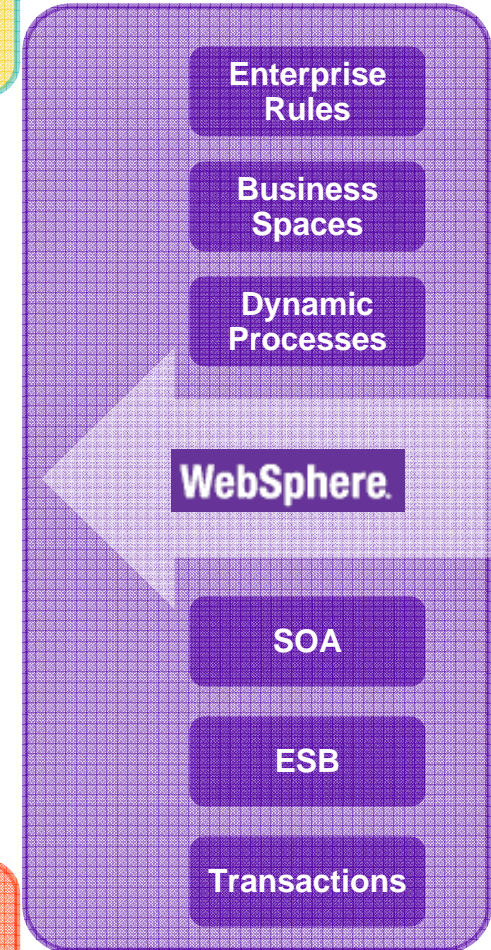 Enterprise
Rules
Business
Spaces
Dynamic
Processes
WebSphere.
SOA
ESB
Transactions